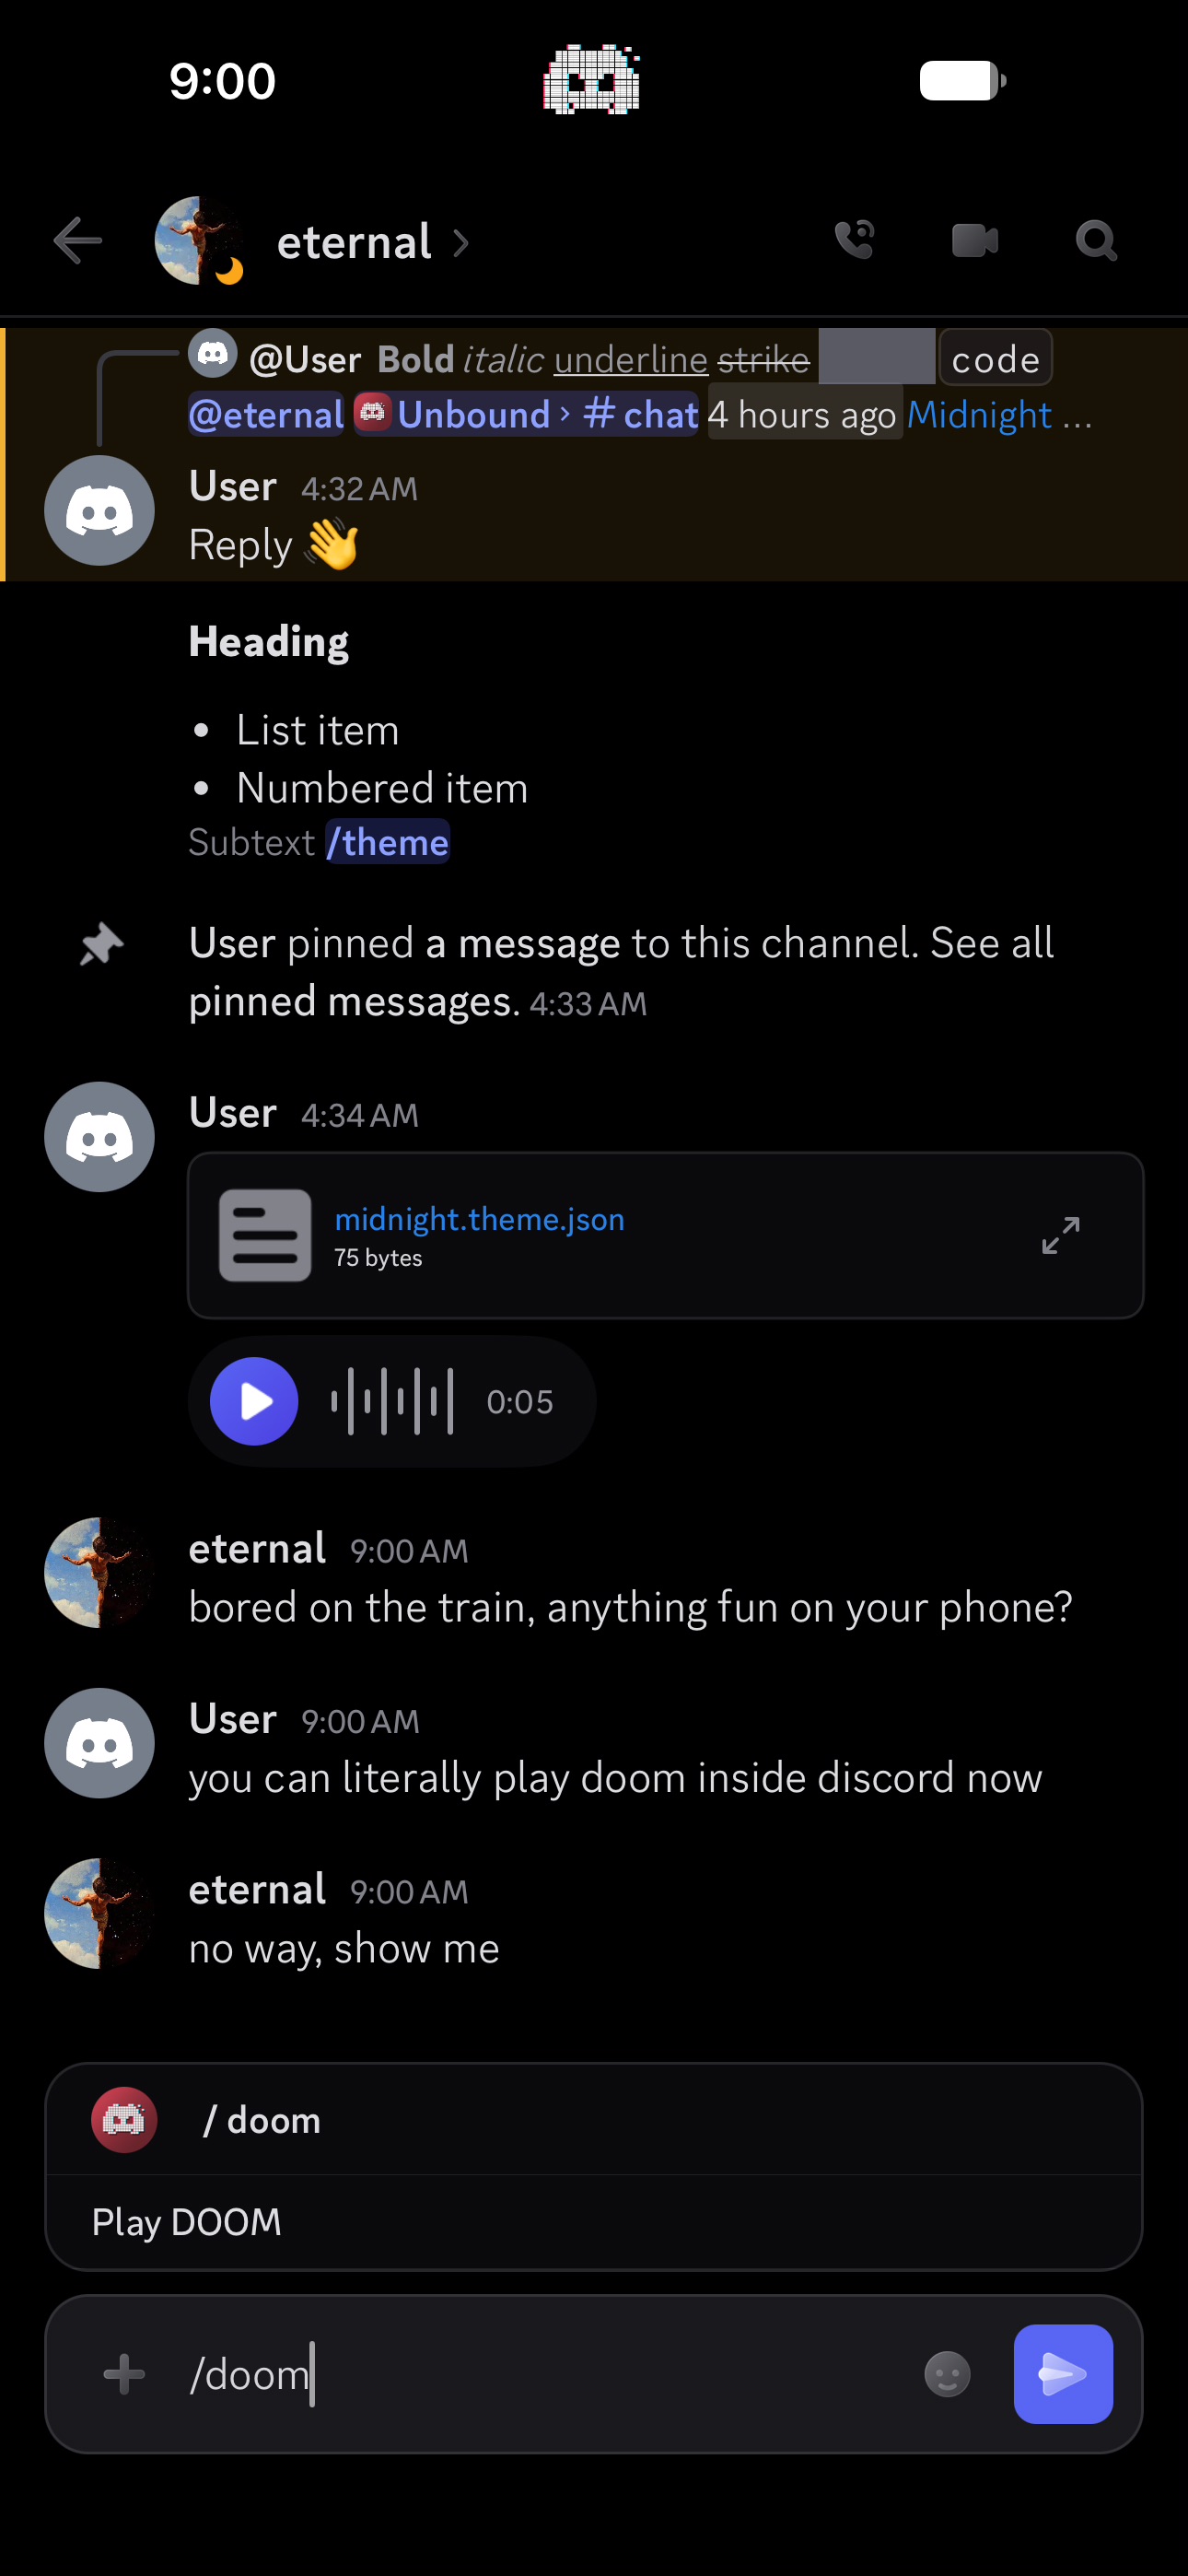 9:00
eternal
@User Bold italic underline strike code
@eternal Unbound › # chat 4 hours ago Midnight ...
User 4:32 AM
Reply 👋
Heading
• List item
• Numbered item
Subtext /theme
User pinned a message to this channel. See all
pinned messages. 4:33 AM
User 4:34 AM
midnight.theme.json
75 bytes
0:05
eternal 9:00 AM
bored on the train, anything fun on your phone?
User 9:00 AM
you can literally play doom inside discord now
eternal 9:00 AM
no way, show me
/ doom
Play DOOM
/doom